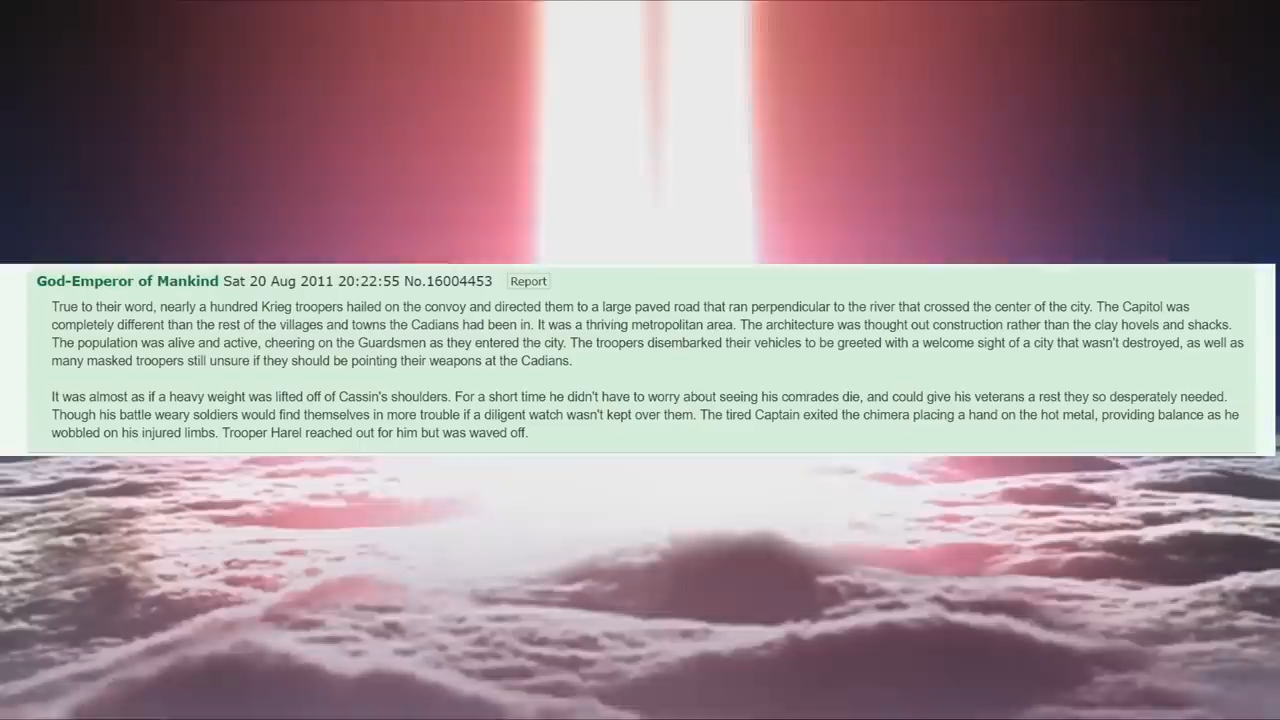 God-Emperor of Mankind Sat 20 Aug 2011 20:22:55 No.16004453 Report
True to their word, nearly a hundred Krieg troopers hailed on the convoy and directed them to a large paved road that ran perpendicular to the river that crossed the center of the city. The Capitol was
completely different than the rest of the villages and towns the Cadians had been in. It was a thriving metropolitan area. The architecture was thought out construction rather than the clay hovels and shacks.
The population was alive and active, cheering on the Guardsmen as they entered the city. The troopers disembarked their vehicles to be greeted with a welcome sight of a city that wasn't destroyed, as well as
many masked troopers still unsure if they should be pointing their weapons at the Cadians.
It was almost as if a heavy weight was lifted off of Cassin's shoulders. For a short time he didn't have to worry about seeing his comrades die, and could give his veterans a rest they so desperately needed.
Though his battle weary soldiers would find themselves in more trouble if a diligent watch wasn't kept over them. The tired Captain exited the chimera placing a hand on the hot metal, providing balance as he
wobbled on his injured limbs. Trooper Harel reached out for him but was waved off.